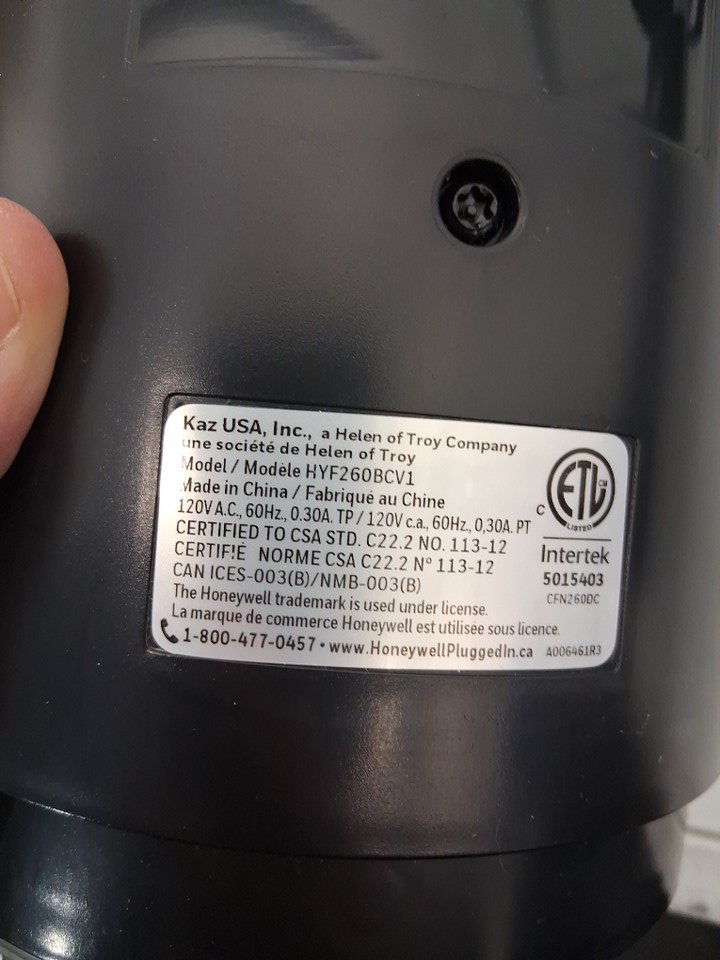 Kaz USA, Inc., a Helen of Troy Company
une société de Helen of Troy
Model / Modèle HYF260BCV1
Made in China / Fabriqué au Chine
120V A.C., 60Hz., 0.30A. TP / 120V c.a., 60Hz., 0,30A. PT
CERTIFIED TO CSA STD. C22.2 NO. 113-12
CERTIFIÉ NORME CSA C22.2 N° 113-12
CAN ICES-003(B)/NMB-003(B)
The Honeywell trademark is used under license.
La marque de commerce Honeywell est utilisée sous licence.
1-800-477-0457 • www.HoneywellPluggedIn.ca
C ETL CM
LISTED
Intertek
5015403
CFN260DC
A006461R3